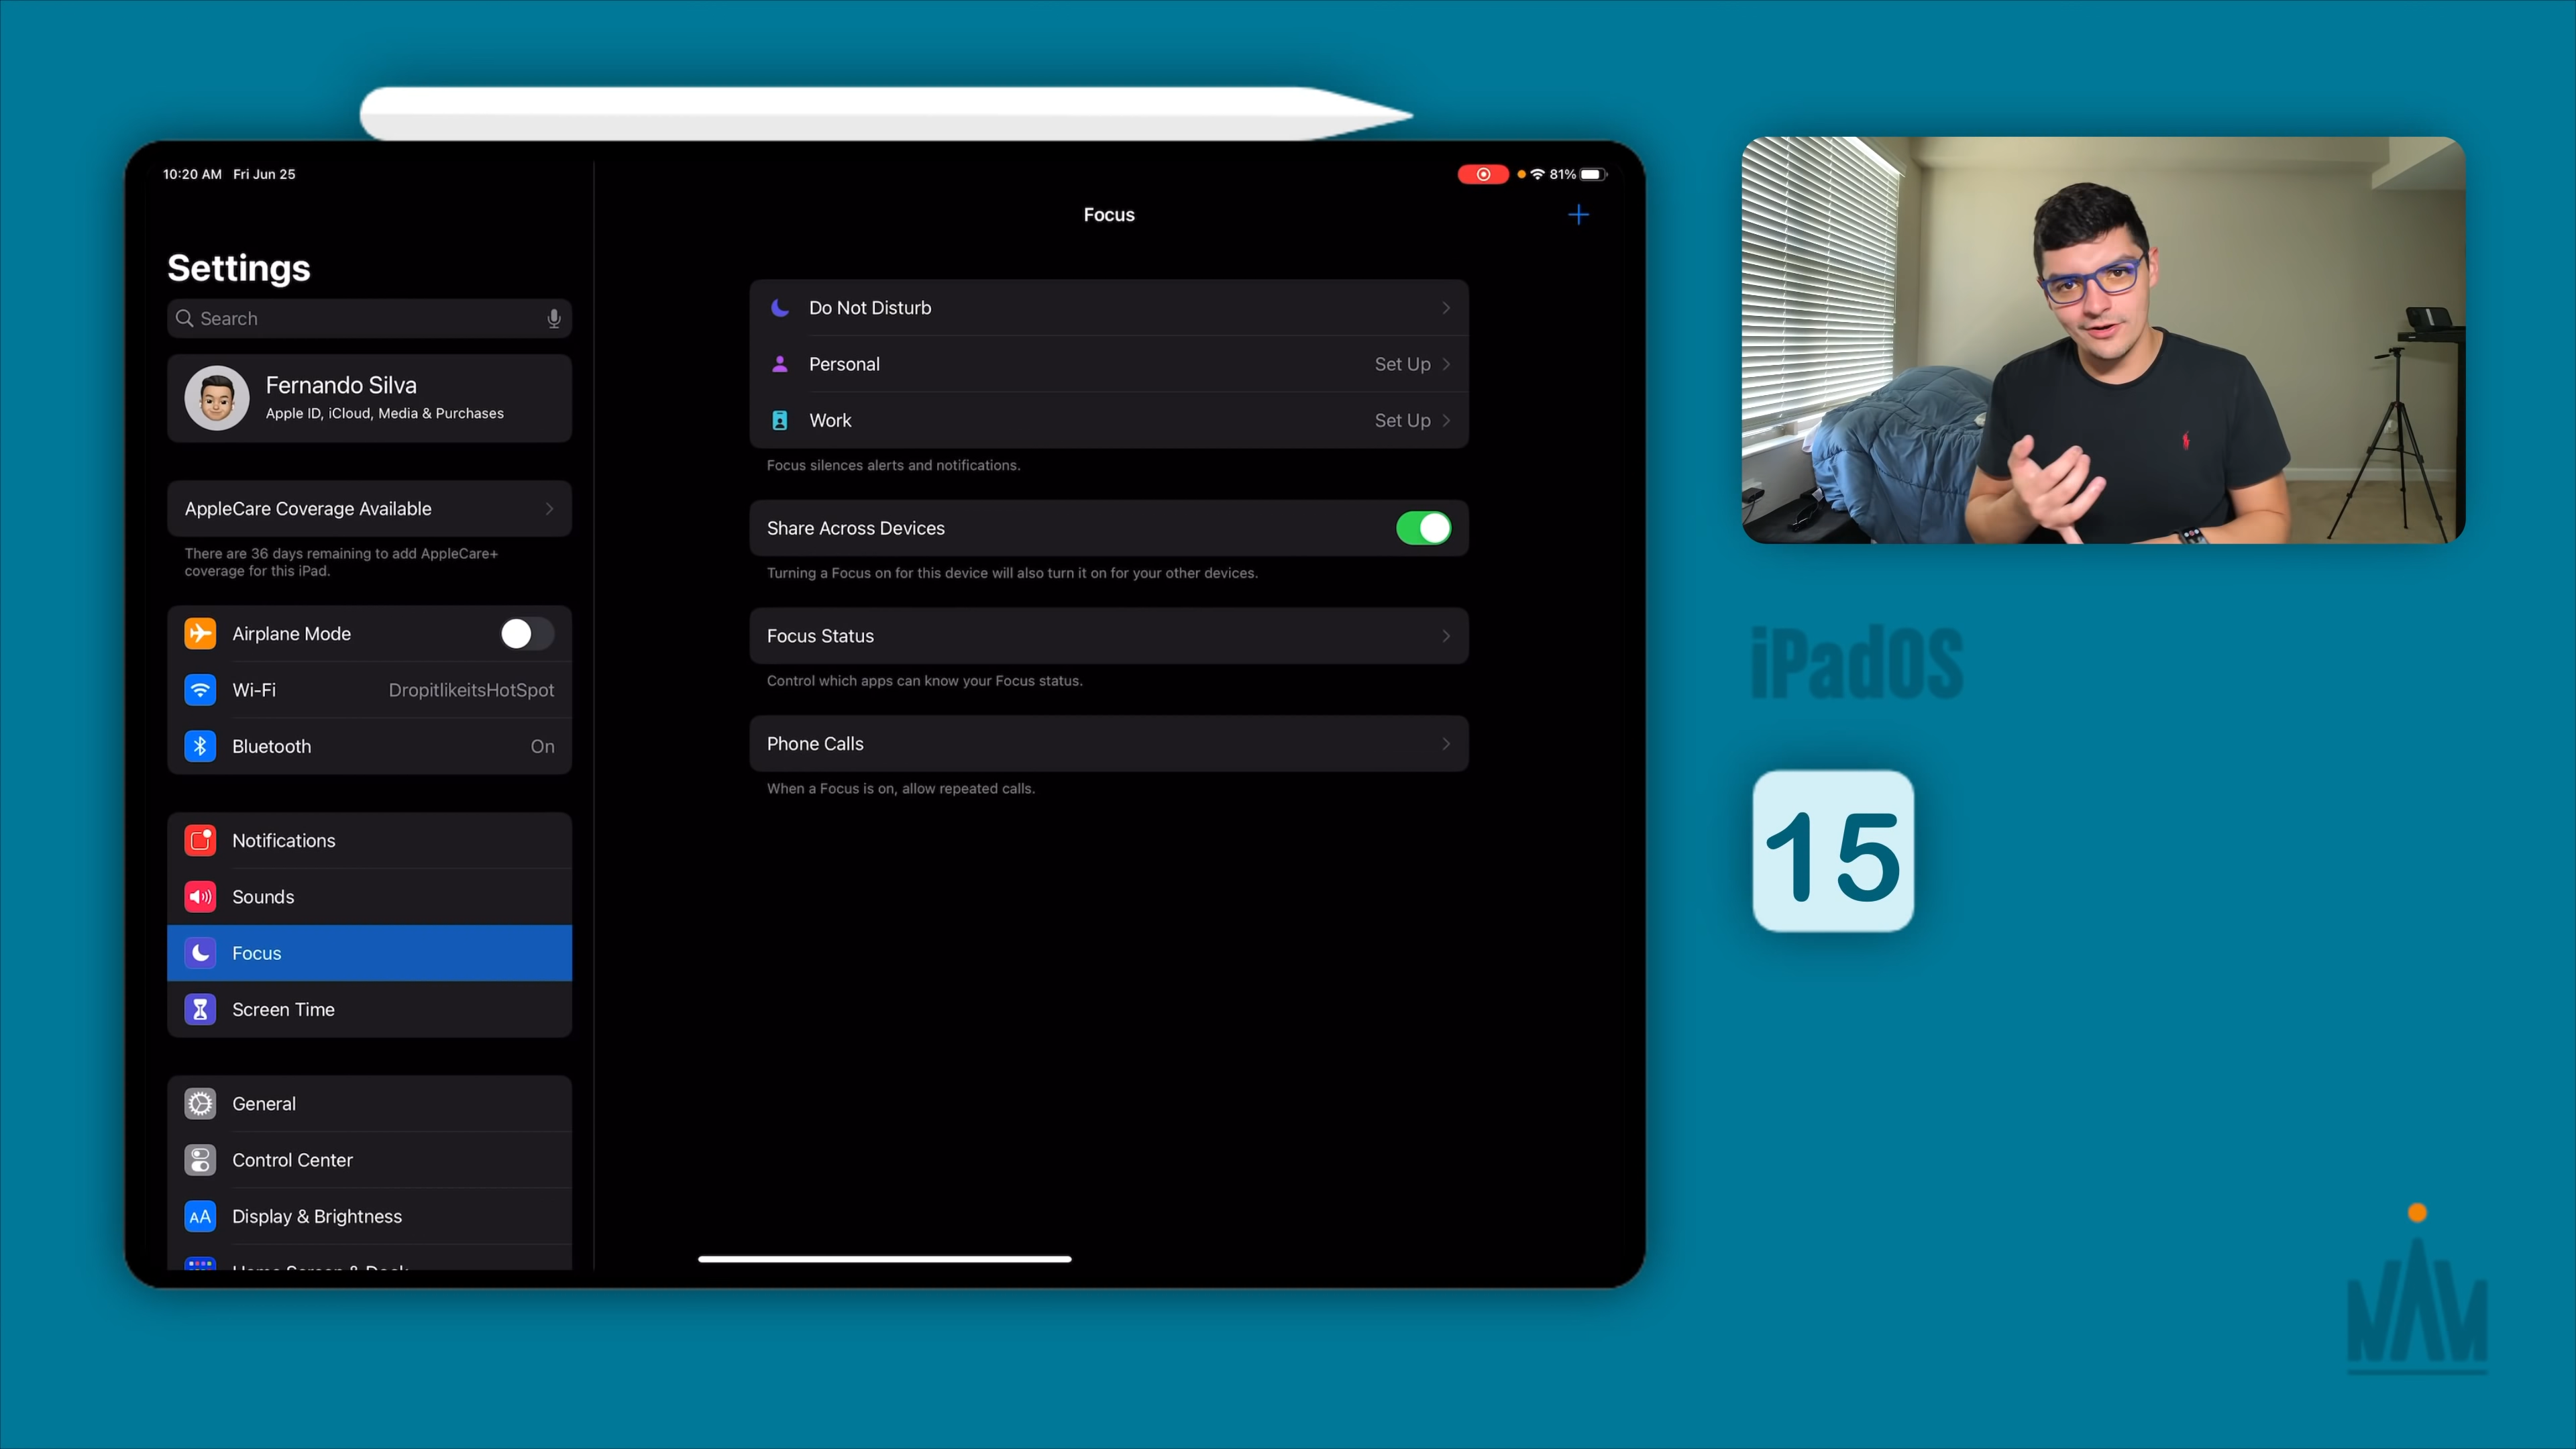 10:20 AM Fri Jun 25
81%
Settings
Search
Fernando Silva
Apple ID, iCloud, Media & Purchases
AppleCare Coverage Available
There are 36 days remaining to add AppleCare+
coverage for this iPad.
Airplane Mode
Wi-Fi DropitlikeitsHotSpot
Bluetooth On
Notifications
Sounds
Focus
Screen Time
General
Control Center
Display & Brightness
Home Screen & Dock
Focus
Do Not Disturb
Personal Set Up
Work Set Up
Focus silences alerts and notifications.
Share Across Devices
Turning a Focus on for this device will also turn it on for your other devices.
Focus Status
Control which apps can know your Focus status.
Phone Calls
When a Focus is on, allow repeated calls.
iPadOS
15